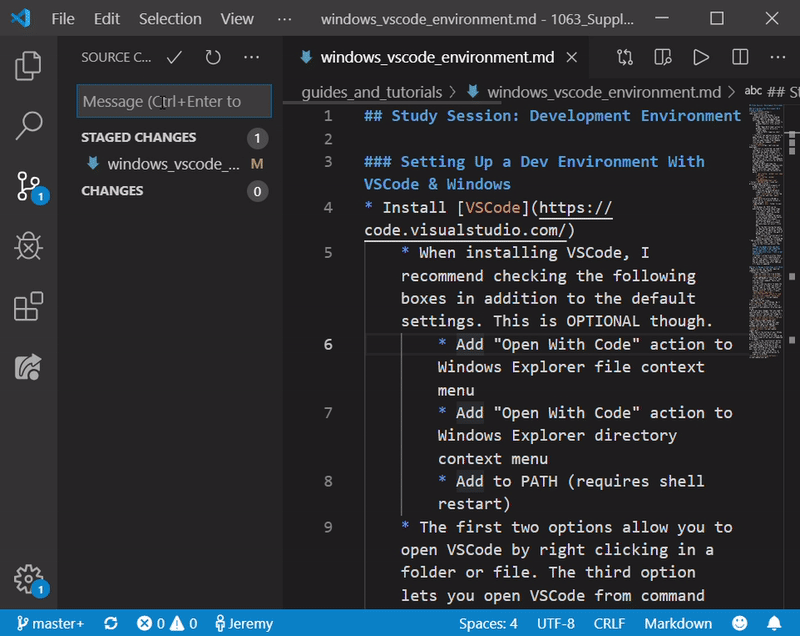 File Edit Selection View ··· windows_vscode_environment.md - 1063_Suppl...
SOURCE C... ···
windows_vscode_environment.md
Message (Ctrl+Enter to
STAGED CHANGES 1
windows_vscode_... M
CHANGES 0
1
1
guides_and_tutorials > windows_vscode_environment.md > abc ## St
1 ## Study Session: Development Environment
2
3 ### Setting Up a Dev Environment With
VSCode & Windows
4 * Install [VSCode](https://
code.visualstudio.com/)
5 * When installing VSCode, I
recommend checking the following
boxes in addition to the default
settings. This is OPTIONAL though.
6 * Add "Open With Code" action to
Windows Explorer file context
menu
7 * Add "Open With Code" action to
Windows Explorer directory
context menu
8 * Add to PATH (requires shell
restart)
9 * The first two options allow you to
open VSCode by right clicking in a
folder or file. The third option
lets you open VSCode from command
master+ 0 0 Jeremy Spaces: 4 UTF-8 CRLF Markdown